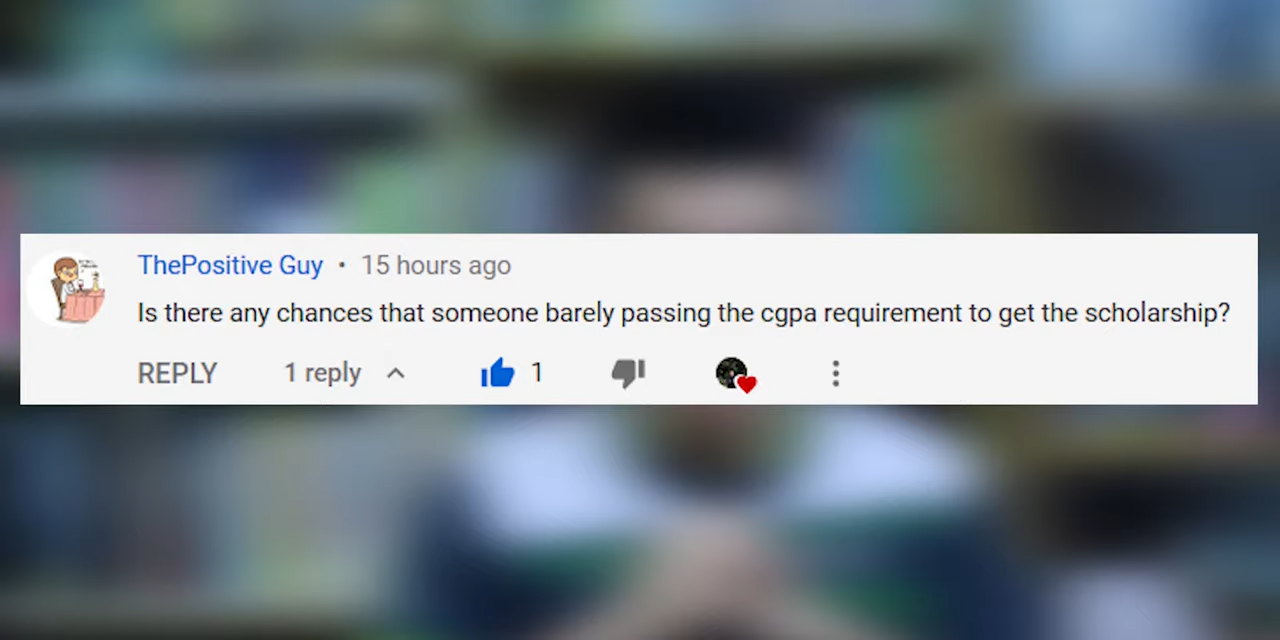 ThePositive Guy • 15 hours ago
Is there any chances that someone barely passing the cgpa requirement to get the scholarship?
REPLY 1 reply 1